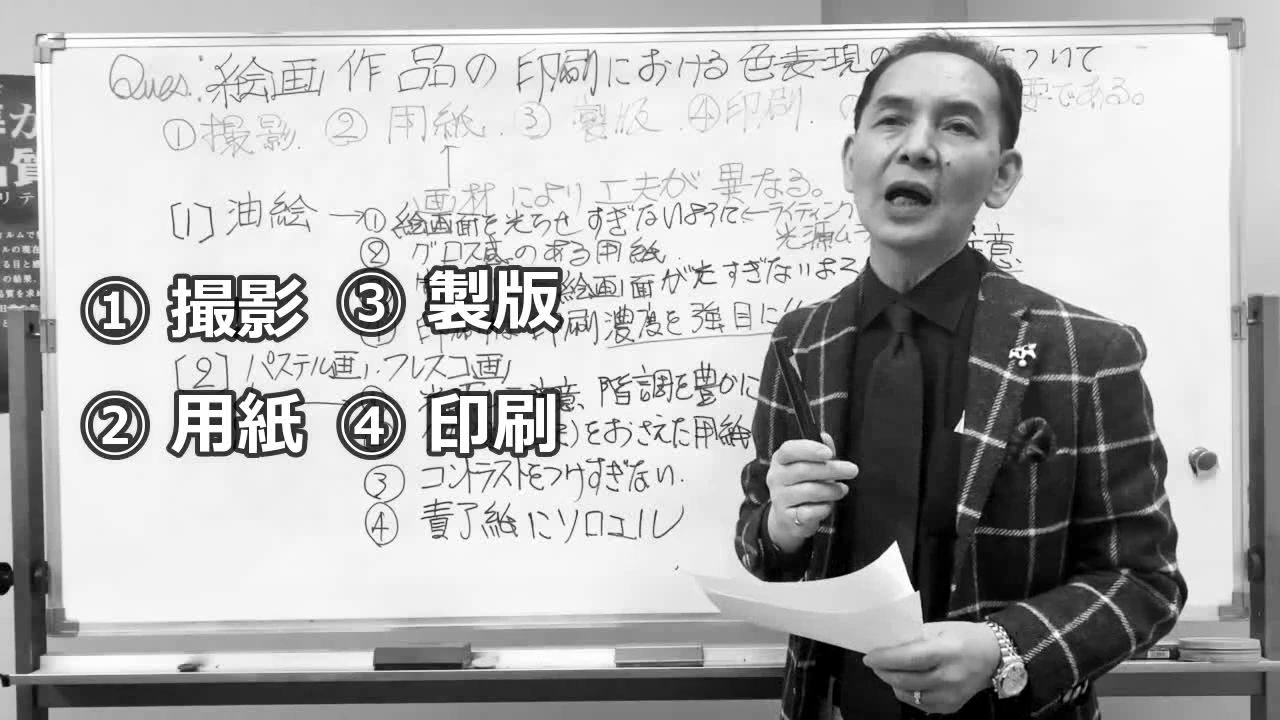 Ques: 絵画作品の印刷における色表現の について
①撮影. ②用紙. ③製版. ④印刷. である。
画材により工夫が異なる。
[1] 油絵 → ① 絵画面を光らせすぎないように ← ライティング
光源ムラ 注意
② グロス感のある用紙.
絵画面が光すぎないよう
印刷濃度を強目に
[2] パステル画, フレスコ画
階調を豊かに
をおさえた用紙
③ コントラストをつけすぎない.
④ 責了紙にソロエル
① 撮影 ③ 製版
② 用紙 ④ 印刷